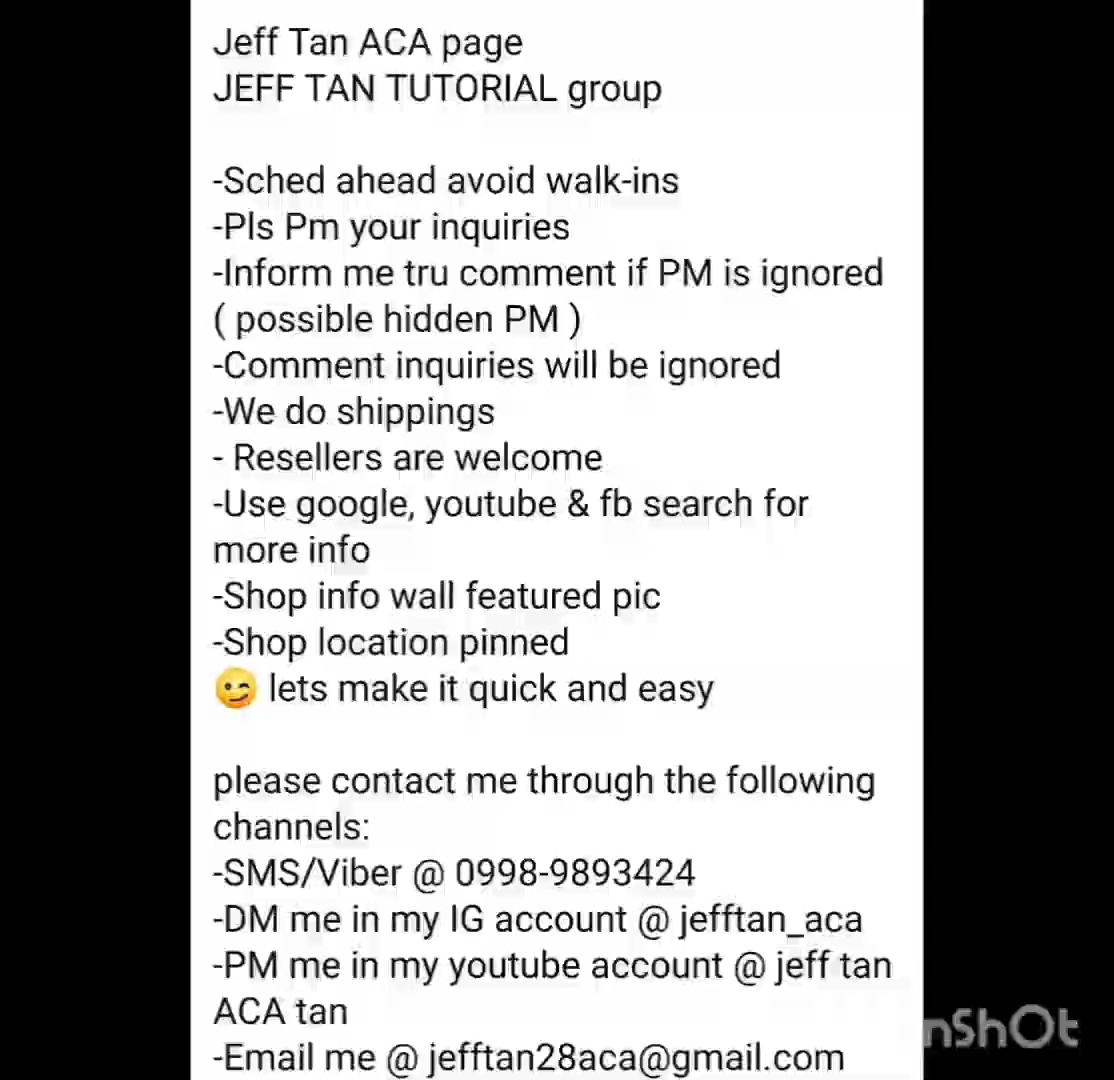 Jeff Tan ACA page
JEFF TAN TUTORIAL group
-Sched ahead avoid walk-ins
-Pls Pm your inquiries
-Inform me tru comment if PM is ignored
( possible hidden PM )
-Comment inquiries will be ignored
-We do shippings
- Resellers are welcome
-Use google, youtube & fb search for
more info
-Shop info wall featured pic
-Shop location pinned
😜 lets make it quick and easy
please contact me through the following
channels:
-SMS/Viber @ 0998-9893424
-DM me in my IG account @ jefftan_aca
-PM me in my youtube account @ jeff tan
ACA tan
-Email me @ jefftan28aca@gmail.com
nShOt